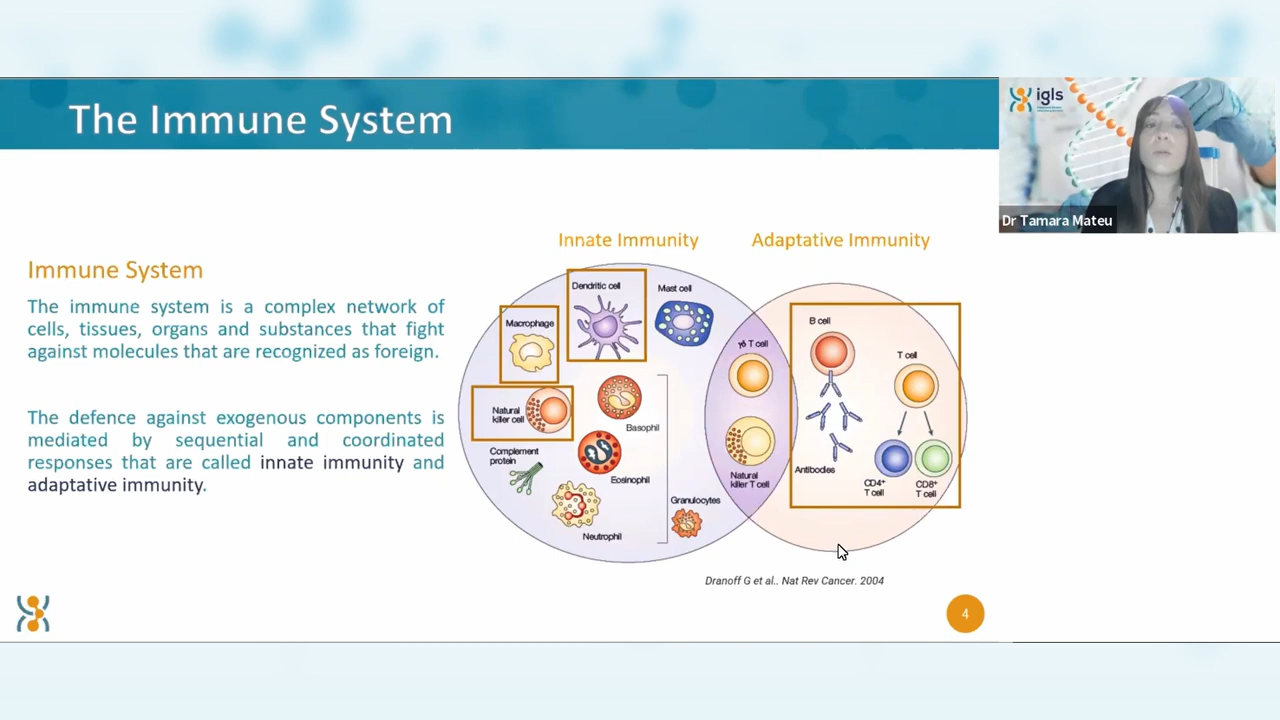 The Immune System
igls
Dr Tamara Mateu
Innate Immunity
Adaptative Immunity
Immune System
The immune system is a complex network of
cells, tissues, organs and substances that fight
against molecules that are recognized as foreign.
The defence against exogenous components is
mediated by sequential and coordinated
responses that are called innate immunity and
adaptative immunity.
Dendritic cell
Mast cell
Macrophage
B cell
γδ T cell
T cell
Natural
killer cell
Basophil
Complement
protein
Eosinophil
Antibodies
Natural
killer T cell
CD4+
T cell
CD8+
T cell
Granulocytes
Neutrophil
Dranoff G et al.. Nat Rev Cancer. 2004
4